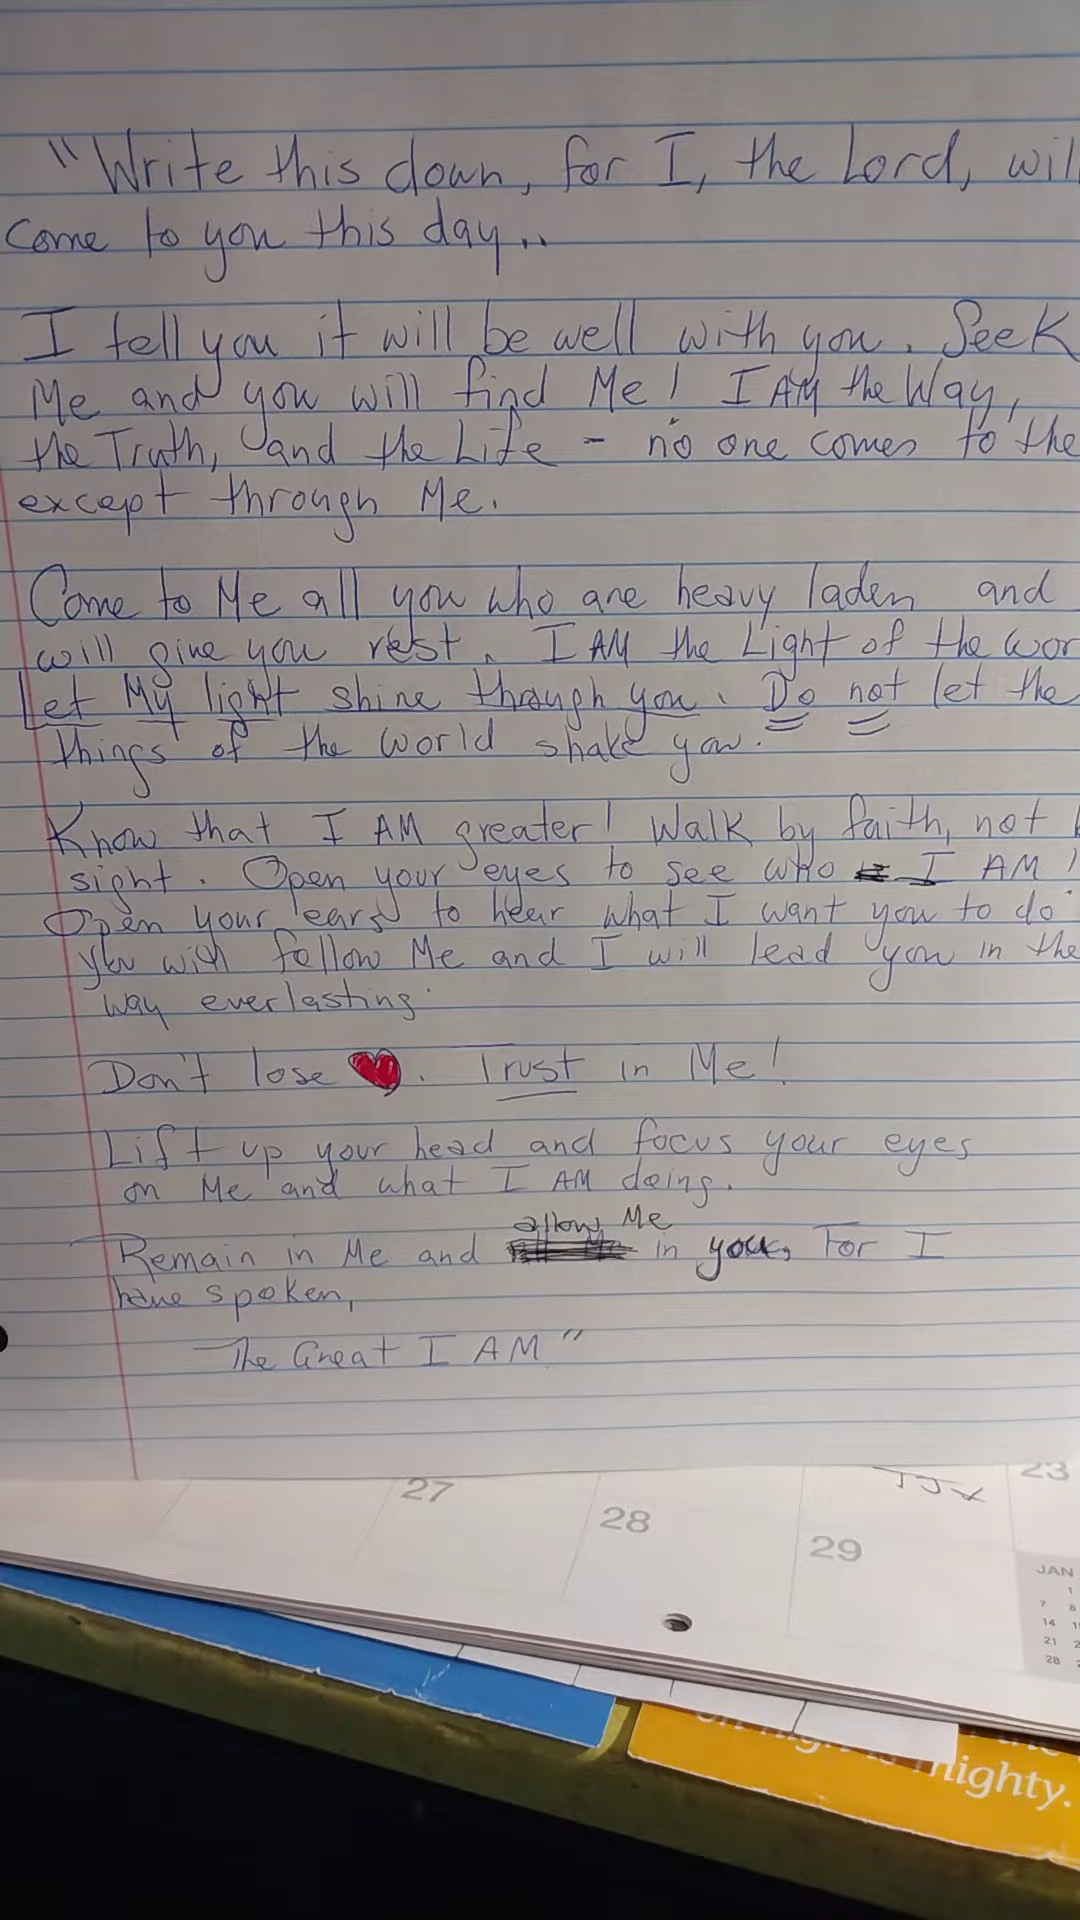 "Write this down, for I, the Lord, wil
come to you this day..
I tell you it will be well with you. Seek
Me and you will find Me! I AM the Way,
the Truth, and the Life - no one comes to the
except through Me.
Come to Me all you who are heavy laden and
will give you rest. I AM the Light of the wor
Let My light shine through you. Do not let the
things of the world shake you.
Know that I AM greater! Walk by faith, not b
sight. Open your eyes to see who I AM!
Open your ears to hear what I want you to do
you will follow Me and I will lead you in the
way everlasting.
Don't lose ❤. Trust in Me!
Lift up your head and focus your eyes
on Me and what I AM doing.
allow Me
Remain in Me and in you, For I
have spoken,
The Great I AM"
27
28
29
TJX
23
JAN
1
7 8
14
21
28
mighty.